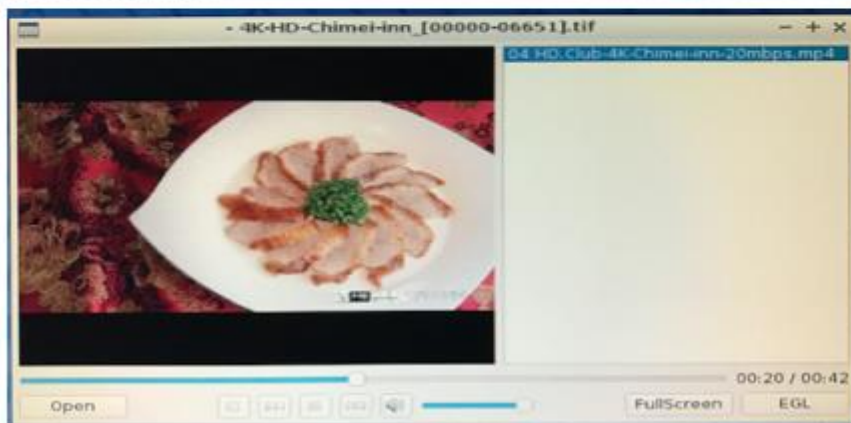 - 4K-HD-Chimei-inn_[00000-06651].tif
04.HD.Club-4K-Chimei-inn-20mbps.mp4
00:20 / 00:42
Open
FullScreen
EGL